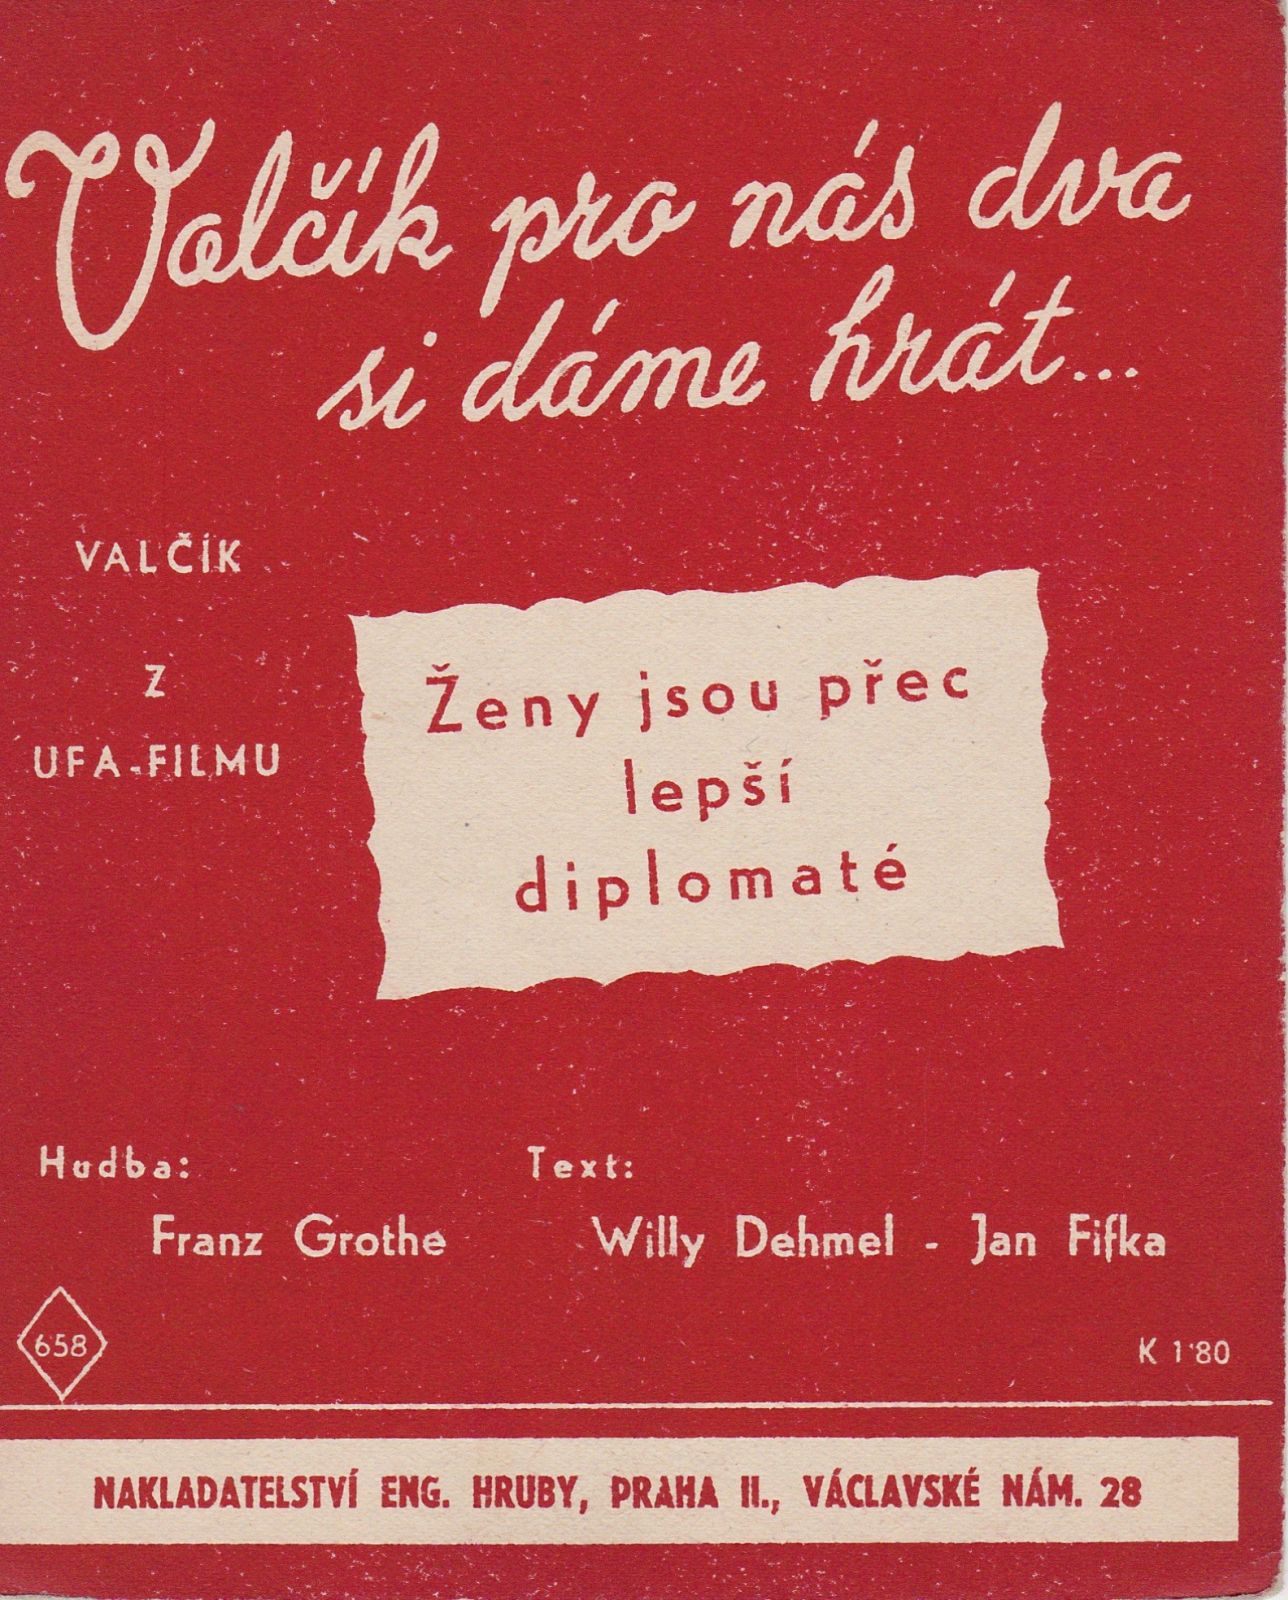 Valčík pro nás dva
si dáme hrát...
VALČÍK
Z
UFA-FILMU
Ženy jsou přec
lepší
diplomaté
Hudba:
Text:
Franz Grothe
Willy Dehmel - Jan Fifka
658
K 1'80
NAKLADATELSTVÍ ENG. HRUBY, PRAHA II., VÁCLAVSKÉ NÁM. 28